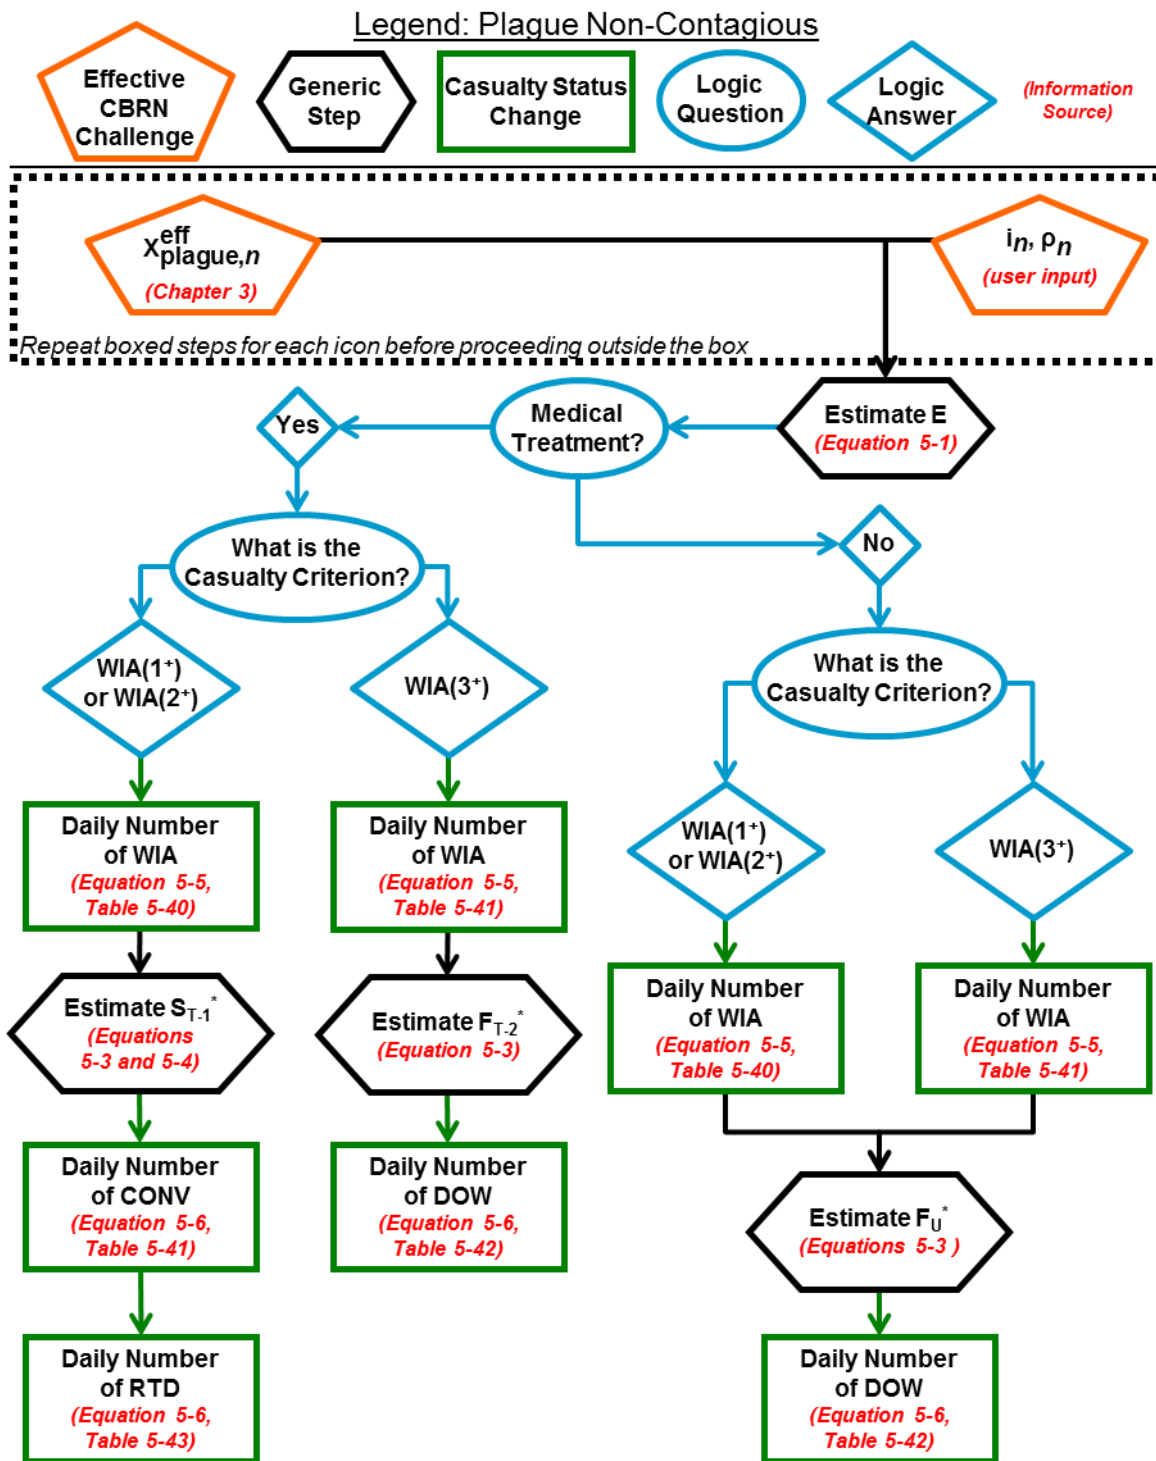 Legend: Plague Non-Contagious
Effective
CBRN
Challenge
Generic
Step
Casualty Status
Change
Logic
Question
Logic
Answer
(Information
Source)
X^eff_plague,n
(Chapter 3)
i_n, ρ_n
(user input)
Repeat boxed steps for each icon before proceeding outside the box
Yes
Medical
Treatment?
Estimate E
(Equation 5-1)
No
What is the
Casualty Criterion?
What is the
Casualty Criterion?
WIA(1⁺)
or WIA(2⁺)
WIA(3⁺)
WIA(1⁺)
or WIA(2⁺)
WIA(3⁺)
Daily Number
of WIA
(Equation 5-5,
Table 5-40)
Daily Number
of WIA
(Equation 5-5,
Table 5-41)
Daily Number
of WIA
(Equation 5-5,
Table 5-40)
Daily Number
of WIA
(Equation 5-5,
Table 5-41)
Estimate S_T-1*
(Equations
5-3 and 5-4)
Estimate F_T-2*
(Equation 5-3)
Daily Number
of CONV
(Equation 5-6,
Table 5-41)
Daily Number
of DOW
(Equation 5-6,
Table 5-42)
Estimate F_U*
(Equations 5-3 )
Daily Number
of RTD
(Equation 5-6,
Table 5-43)
Daily Number
of DOW
(Equation 5-6,
Table 5-42)